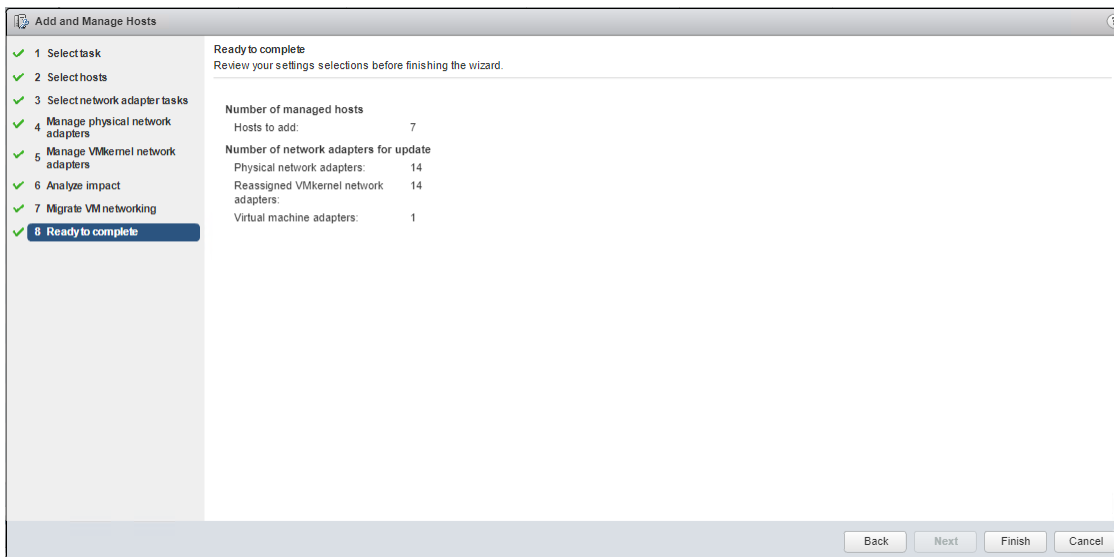 Add and Manage Hosts
1 Select task
2 Select hosts
3 Select network adapter tasks
4 Manage physical network
adapters
5 Manage VMkernel network
adapters
6 Analyze impact
7 Migrate VM networking
8 Ready to complete
Ready to complete
Review your settings selections before finishing the wizard.
Number of managed hosts
Hosts to add: 7
Number of network adapters for update
Physical network adapters: 14
Reassigned VMkernel network 14
adapters:
Virtual machine adapters: 1
Back Next Finish Cancel